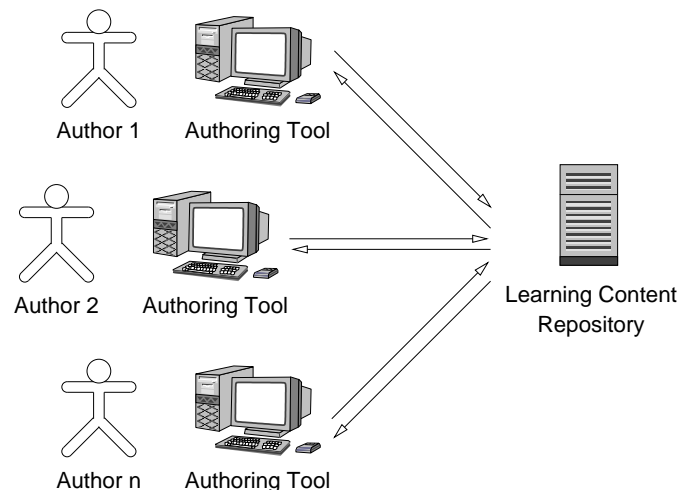 Author 1
Authoring Tool
Author 2
Authoring Tool
Learning Content
Repository
Author n
Authoring Tool